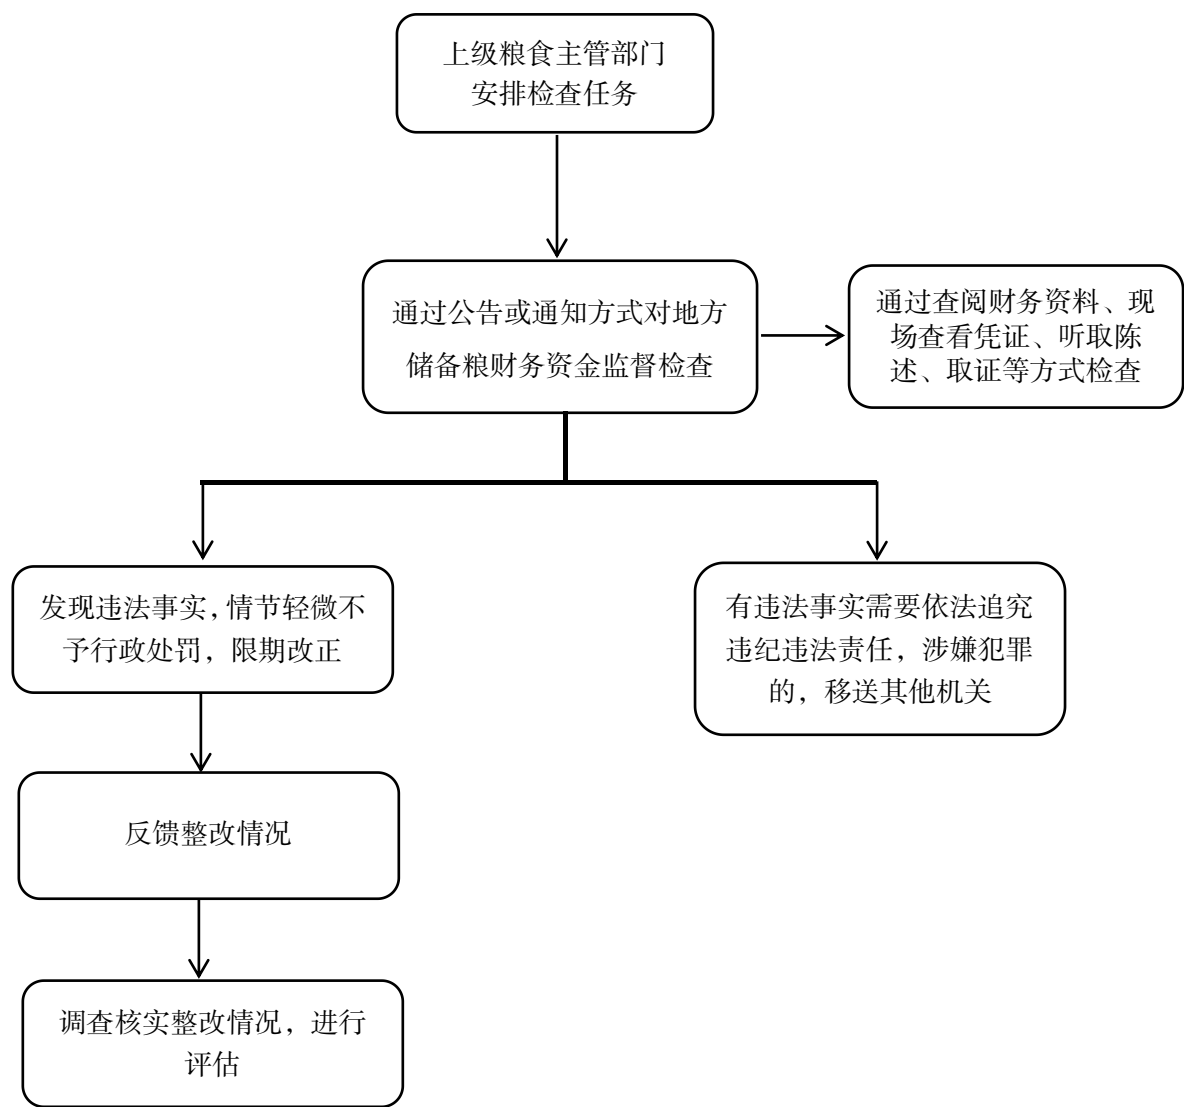 上级粮食主管部门
安排检查任务
通过公告或通知方式对地方
储备粮财务资金监督检查
通过查阅财务资料、现
场查看凭证、听取陈
述、取证等方式检查
发现违法事实，情节轻微不
予行政处罚，限期改正
有违法事实需要依法追究
违纪违法责任，涉嫌犯罪
的，移送其他机关
反馈整改情况
调查核实整改情况，进行
评估